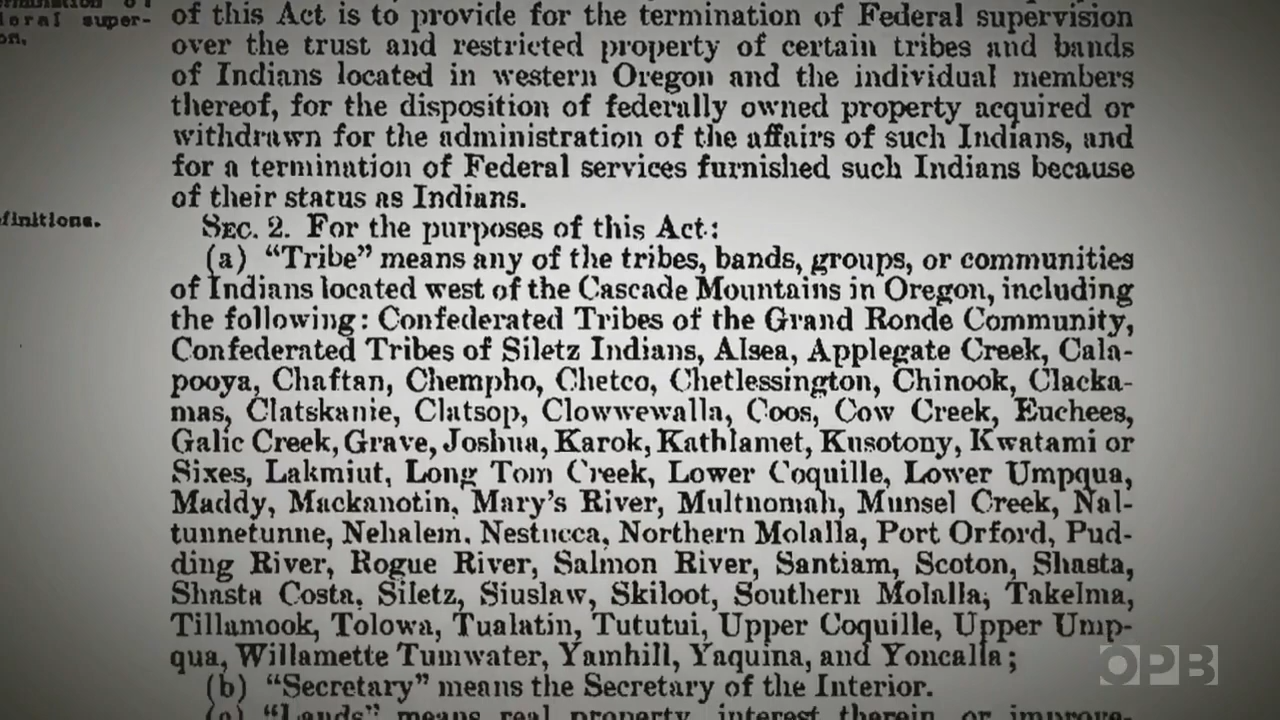 of this Act is to provide for the termination of Federal supervision
over the trust and restricted property of certain tribes and bands
of Indians located in western Oregon and the individual members
thereof, for the disposition of federally owned property acquired or
withdrawn for the administration of the affairs of such Indians, and
for a termination of Federal services furnished such Indians because
of their status as Indians.
finitions.
SEC. 2. For the purposes of this Act:
(a) “Tribe” means any of the tribes, bands, groups, or communities
of Indians located west of the Cascade Mountains in Oregon, including
the following: Confederated Tribes of the Grand Ronde Community,
Confederated Tribes of Siletz Indians, Alsea, Applegate Creek, Cala-
pooya, Chaftan, Chempho, Chetco, Chetlessington, Chinook, Clacka-
mas, Clatskanie, Clatsop, Clowwewalla, Coos, Cow Creek, Euchees,
Galic Creek, Grave, Joshua, Karok, Kathlamet, Kusotony, Kwatami or
Sixes, Lakmiut, Long Tom Creek, Lower Coquille, Lower Umpqua,
Maddy, Mackanotin, Mary's River, Multnomah, Munsel Creek, Nal-
tunnetunne, Nehalem, Nestucca, Northern Molalla, Port Orford, Pud-
ding River, Rogue River, Salmon River, Santiam, Scoton, Shasta,
Shasta Costa, Siletz, Siuslaw, Skiloot, Southern Molalla, Takelma,
Tillamook, Tolowa, Tualatin, Tututui, Upper Coquille, Upper Ump-
qua, Willamette Tumwater, Yamhill, Yaquina, and Yoncalla;
(b) “Secretary” means the Secretary of the Interior.
“Lands” means real property, interest therein, or improve-
OPB